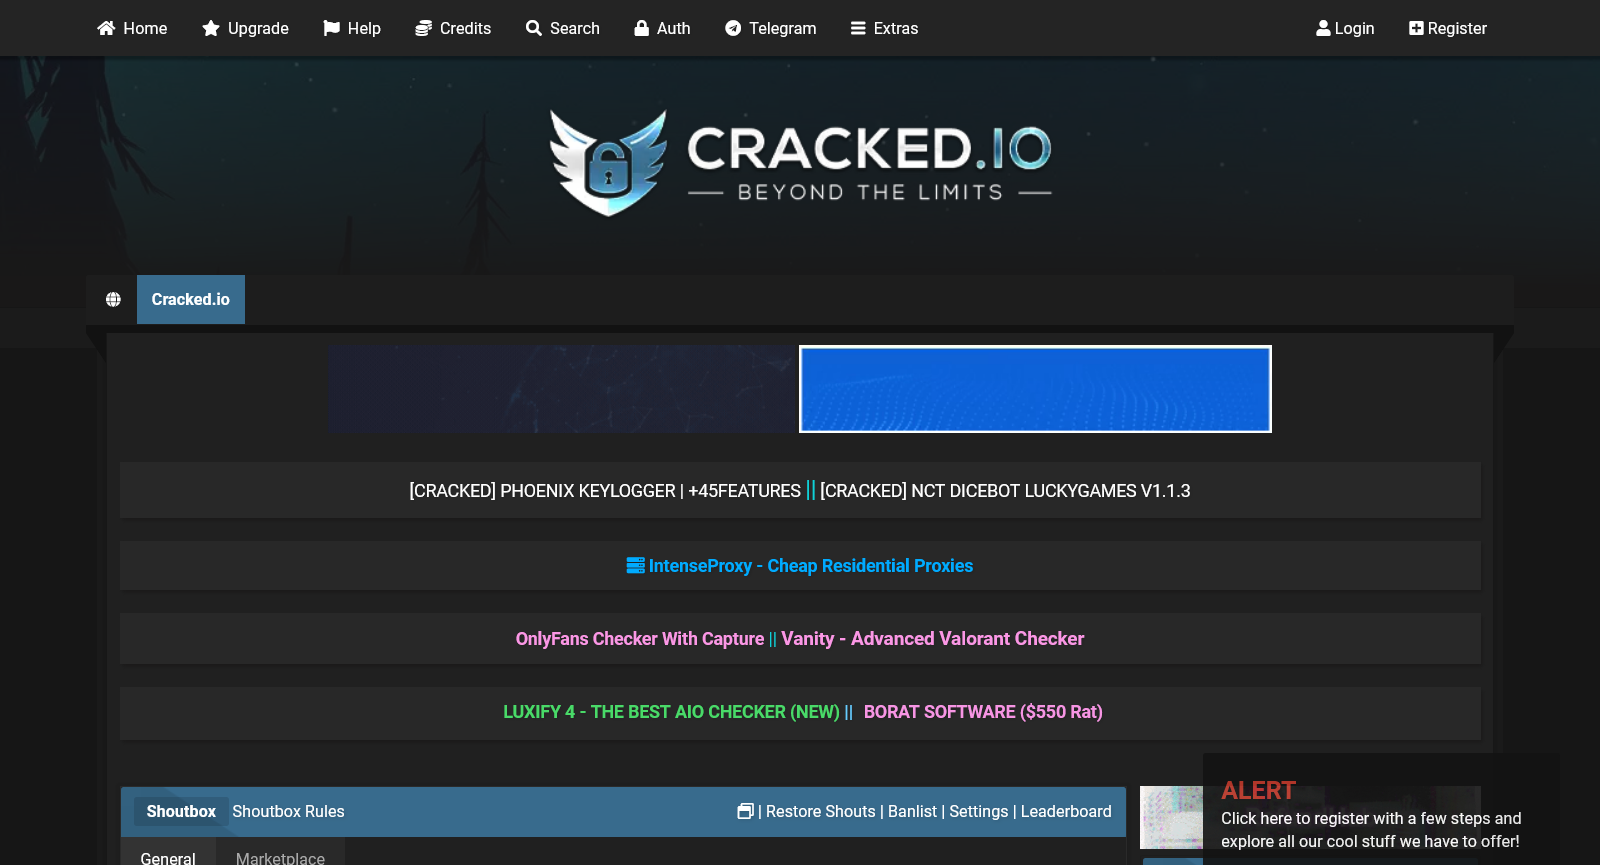 Home Upgrade Help Credits Search Auth Telegram Extras Login Register
CRACKED.IO
BEYOND THE LIMITS
Cracked.io
[CRACKED] PHOENIX KEYLOGGER | +45FEATURES || [CRACKED] NCT DICEBOT LUCKYGAMES V1.1.3
IntenseProxy - Cheap Residential Proxies
OnlyFans Checker With Capture || Vanity - Advanced Valorant Checker
LUXIFY 4 - THE BEST AIO CHECKER (NEW) || BORAT SOFTWARE ($550 Rat)
Shoutbox Shoutbox Rules | Restore Shouts | Banlist | Settings | Leaderboard
General Marketplace
ALERT
Click here to register with a few steps and
explore all our cool stuff we have to offer!